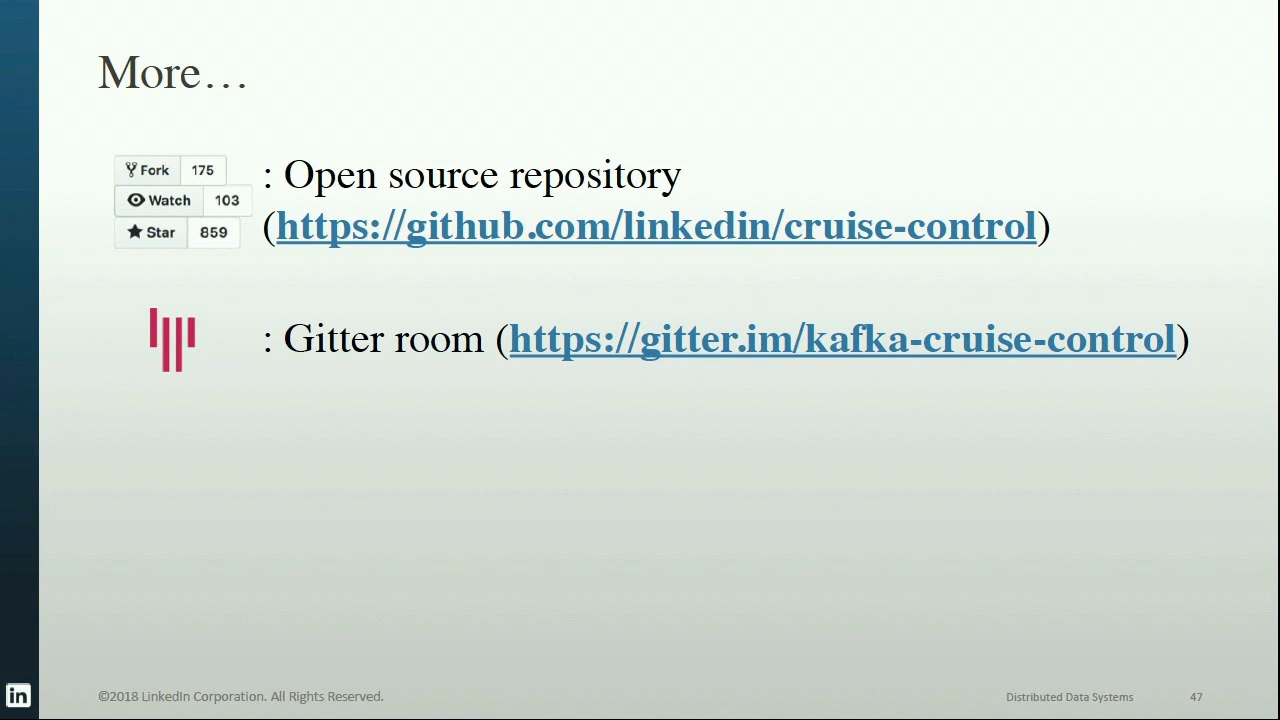 More…
Fork 175
Watch 103
Star 859
: Open source repository
(https://github.com/linkedin/cruise-control)
: Gitter room (https://gitter.im/kafka-cruise-control)
in
©2018 LinkedIn Corporation. All Rights Reserved.
Distributed Data Systems
47